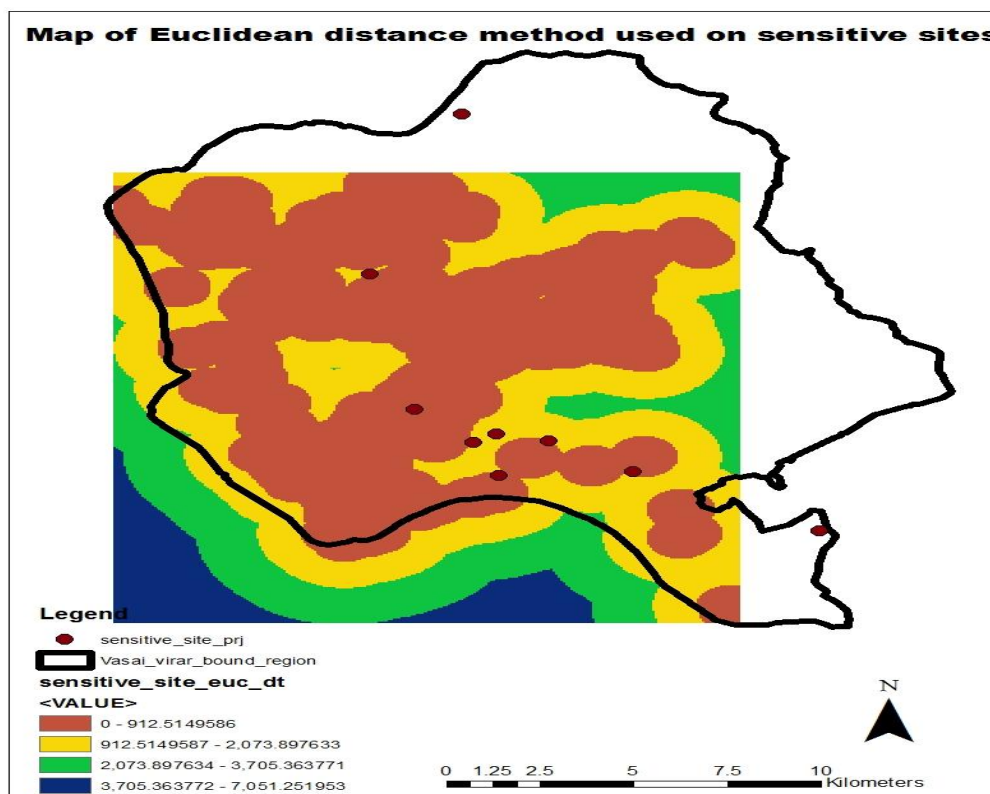 Map of Euclidean distance method used on sensitive sites
Legend
sensitive_site_prj
Vasai_virar_bound_region
sensitive_site_euc_dt
<VALUE>
0 - 912.5149586
912.5149587 - 2,073.897633
2,073.897634 - 3,705.363771
3,705.363772 - 7,051.251953
N
0 1.25 2.5 5 7.5 10
Kilometers